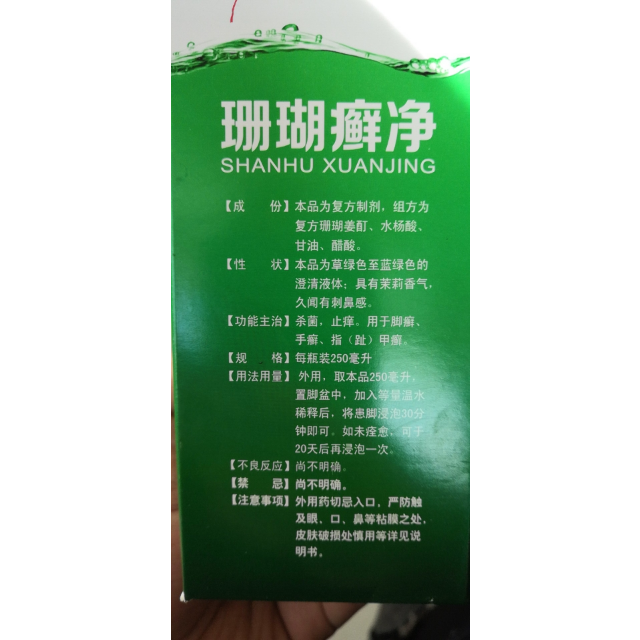 珊瑚癣净
SHANHU XUANJING
【成　份】本品为复方制剂，组方为
复方珊瑚姜酊、水杨酸、
甘油、醋酸。
【性　状】本品为草绿色至蓝绿色的
澄清液体；具有茉莉香气，
久闻有刺鼻感。
【功能主治】杀菌，止痒。用于脚癣、
手癣、指（趾）甲癣。
【规　格】每瓶装250毫升
【用法用量】外用，取本品250毫升，
置脚盆中，加入等量温水
稀释后，将患脚浸泡30分
钟即可。如未痊愈，可于
20天后再浸泡一次。
【不良反应】尚不明确。
【禁　忌】尚不明确。
【注意事项】外用药切忌入口，严防触
及眼、口、鼻等粘膜之处，
皮肤破损处慎用等详见说
明书。